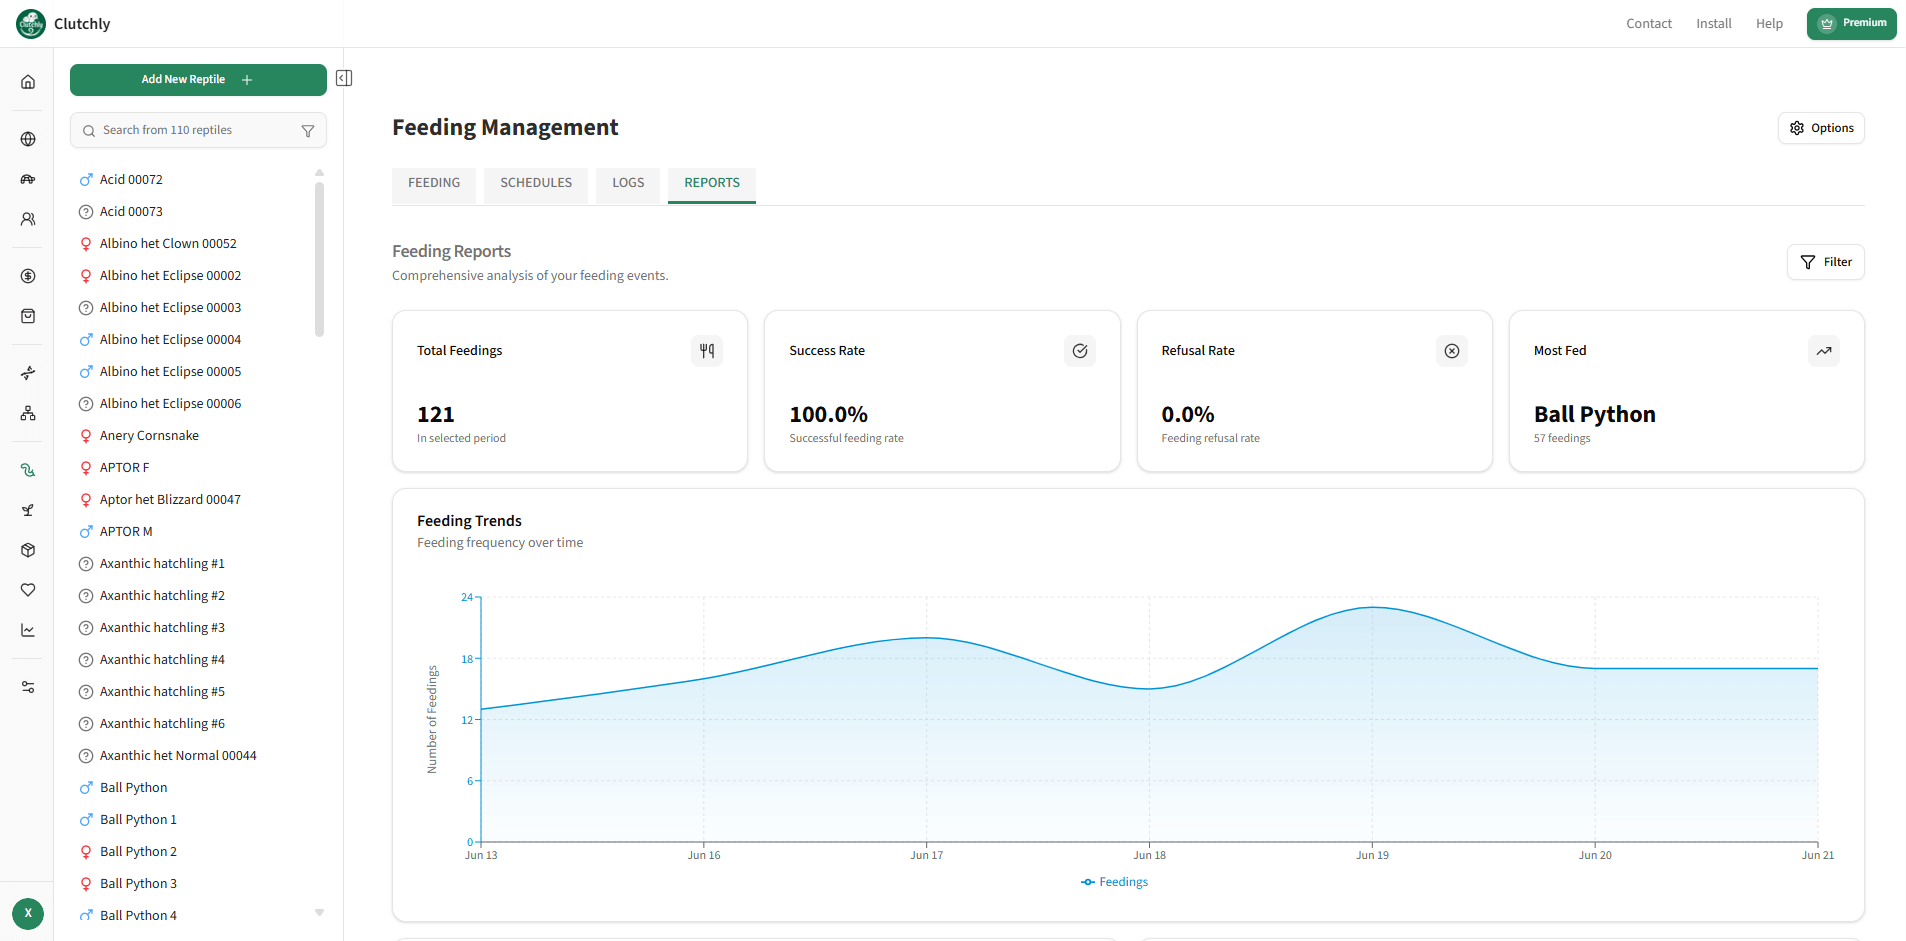 Clutchly
Clutchly
Contact
Install
Help
Premium
Add New Reptile
Search from 110 reptiles
Acid 00072
Acid 00073
Albino het Clown 00052
Albino het Eclipse 00002
Albino het Eclipse 00003
Albino het Eclipse 00004
Albino het Eclipse 00005
Albino het Eclipse 00006
Anery Cornsnake
APTOR F
Aptor het Blizzard 00047
APTOR M
Axanthic hatchling #1
Axanthic hatchling #2
Axanthic hatchling #3
Axanthic hatchling #4
Axanthic hatchling #5
Axanthic hatchling #6
Axanthic het Normal 00044
Ball Python
Ball Python 1
Ball Python 2
Ball Python 3
Ball Python 4
X
Feeding Management
Options
FEEDING
SCHEDULES
LOGS
REPORTS
Feeding Reports
Comprehensive analysis of your feeding events.
Filter
Total Feedings
121
In selected period
Success Rate
100.0%
Successful feeding rate
Refusal Rate
0.0%
Feeding refusal rate
Most Fed
Ball Python
57 feedings
Feeding Trends
Feeding frequency over time
Number of Feedings
24
18
12
6
0
Jun 13
Jun 16
Jun 17
Jun 18
Jun 19
Jun 20
Jun 21
Feedings